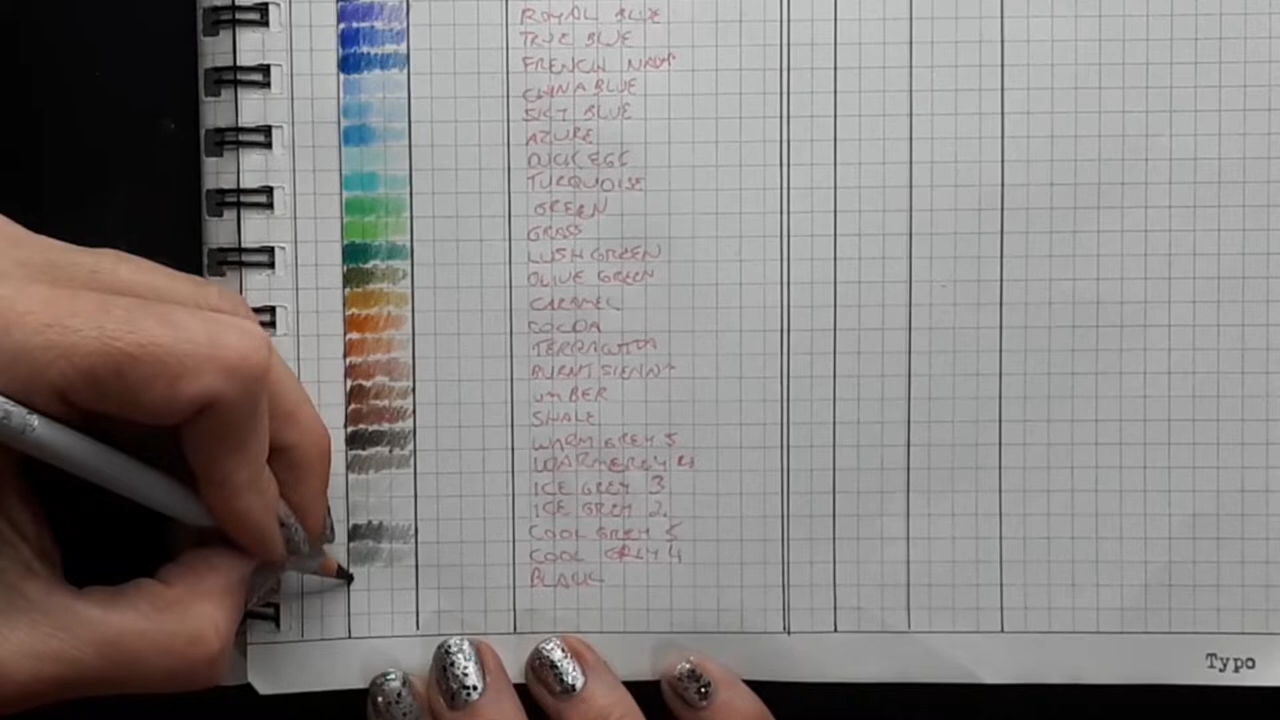 ROYAL BLUE
TRUE BLUE
FRENCH NAVY
CHINA BLUE
SKY BLUE
AZURE
DUCK EGG
TURQUOISE
GREEN
GRASS
LUSH GREEN
OLIVE GREEN
CARAMEL
COCOA
TERRACOTTA
BURNT SIENNA
UMBER
SHALE
WARM GREY 5
WARM GREY 4
ICE GREY 3
ICE GREY 2
COOL GREY 5
COOL GREY 4
BLACK
Typo